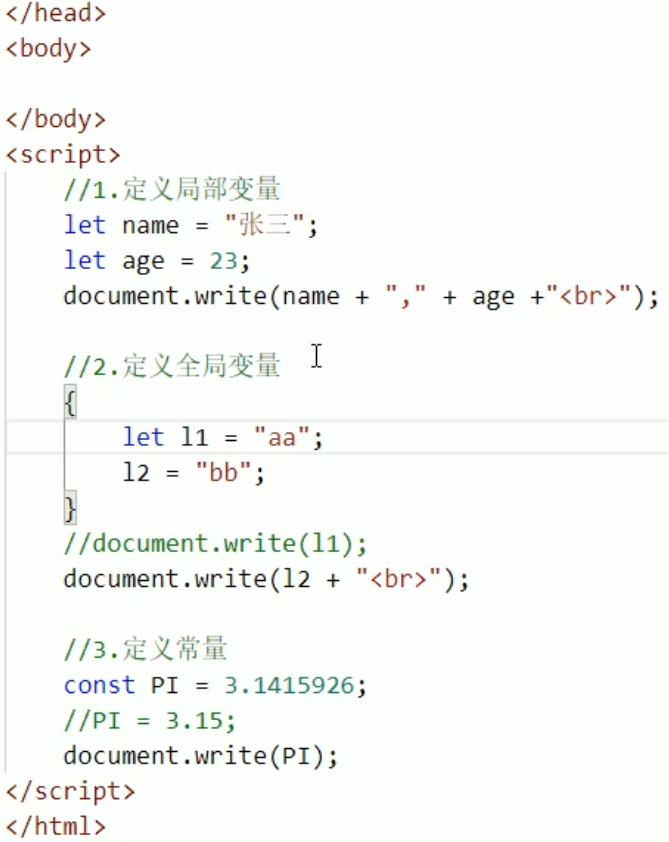 </head>
<body>
</body>
<script>
//1.定义局部变量
let name = "张三";
let age = 23;
document.write(name + "," + age +"<br>");
//2.定义全局变量
{
let l1 = "aa";
l2 = "bb";
}
//document.write(l1);
document.write(l2 + "<br>");
//3.定义常量
const PI = 3.1415926;
//PI = 3.15;
document.write(PI);
</script>
</html>